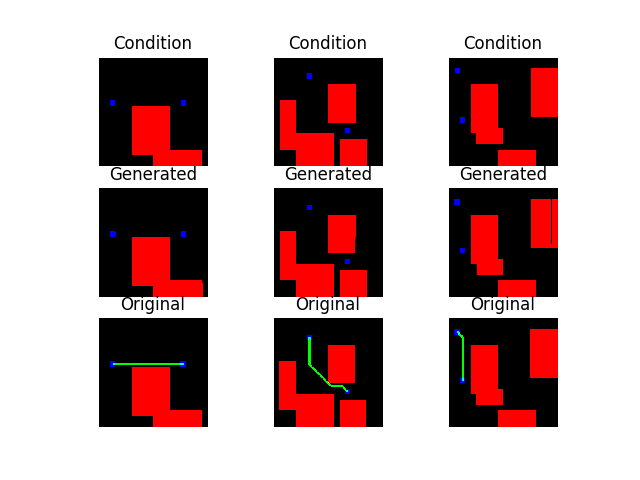 Condition Condition Condition
Generated Generated Generated
Original Original Original